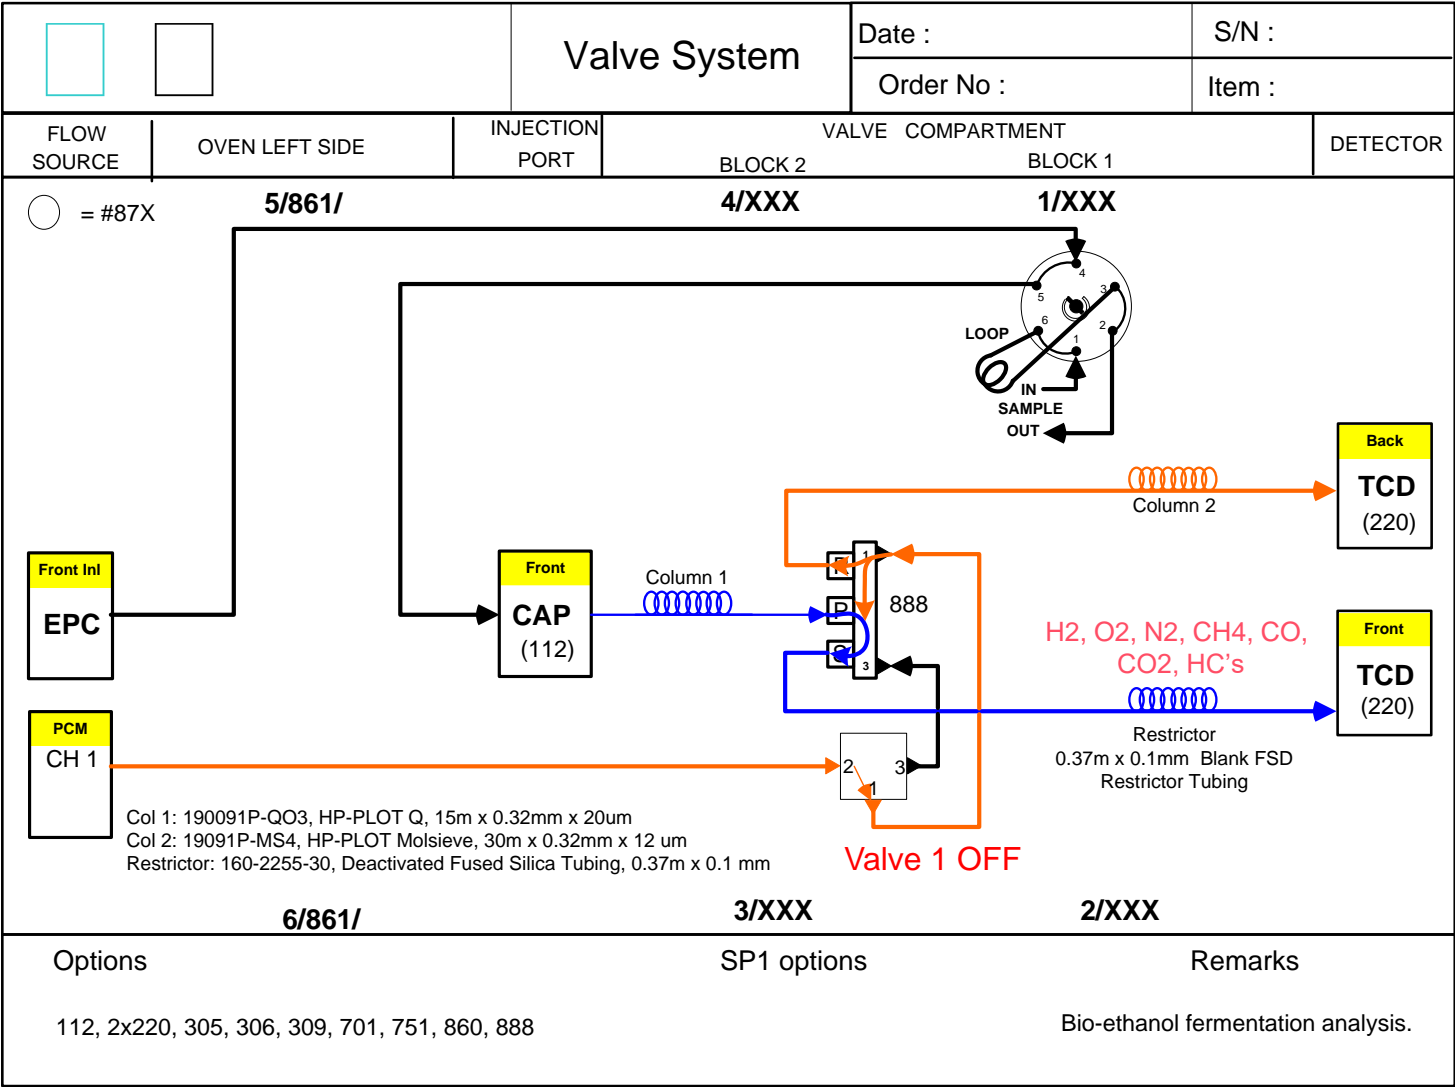 Valve System
Date :
S/N :
Order No :
Item :
FLOW
SOURCE
OVEN LEFT SIDE
INJECTION
PORT
VALVE COMPARTMENT
BLOCK 2
BLOCK 1
DETECTOR
= #87X
5/861/
4/XXX
1/XXX
4
5
3
6
2
1
LOOP
IN
SAMPLE
OUT
Back
TCD
(220)
Column 2
Front Inl
EPC
Front
CAP
(112)
Column 1
R
1
P
888
S
3
H2, O2, N2, CH4, CO,
CO2, HC's
Front
TCD
(220)
Restrictor
0.37m x 0.1mm Blank FSD
Restrictor Tubing
PCM
CH 1
2
3
1
Col 1: 190091P-QO3, HP-PLOT Q, 15m x 0.32mm x 20um
Col 2: 19091P-MS4, HP-PLOT Molsieve, 30m x 0.32mm x 12 um
Restrictor: 160-2255-30, Deactivated Fused Silica Tubing, 0.37m x 0.1 mm
Valve 1 OFF
6/861/
3/XXX
2/XXX
Options
SP1 options
Remarks
112, 2x220, 305, 306, 309, 701, 751, 860, 888
Bio-ethanol fermentation analysis.